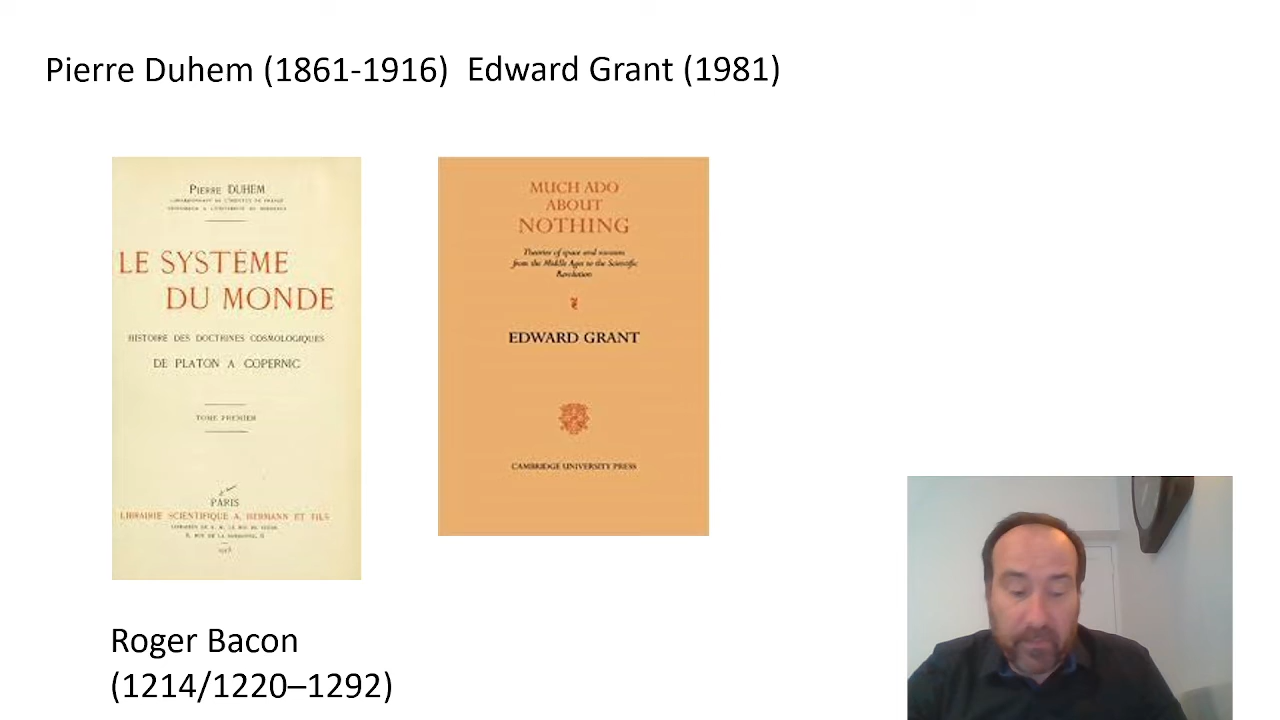 Pierre Duhem (1861-1916) Edward Grant (1981)
PIERRE DUHEM
LE SYSTÈME
DU MONDE
HISTOIRE DES DOCTRINES COSMOLOGIQUES
DE PLATON A COPERNIC
TOME PREMIER
PARIS
LIBRAIRIE SCIENTIFIQUE A. HERMANN ET FILS
MUCH ADO
ABOUT
NOTHING
Theories of space and vacuum
from the Middle Ages to the Scientific
Revolution
EDWARD GRANT
CAMBRIDGE UNIVERSITY PRESS
Roger Bacon
(1214/1220–1292)